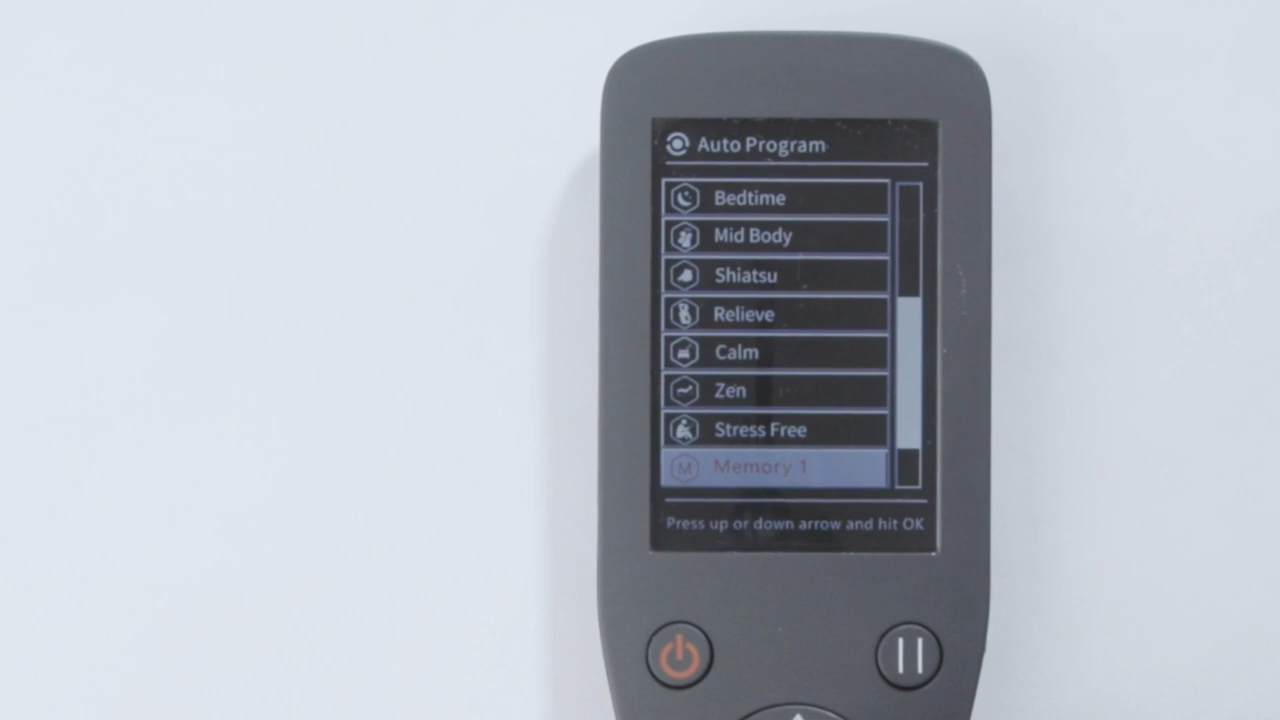 Auto Program
Bedtime
Mid Body
Shiatsu
Relieve
Calm
Zen
Stress Free
M Memory 1
Press up or down arrow and hit OK